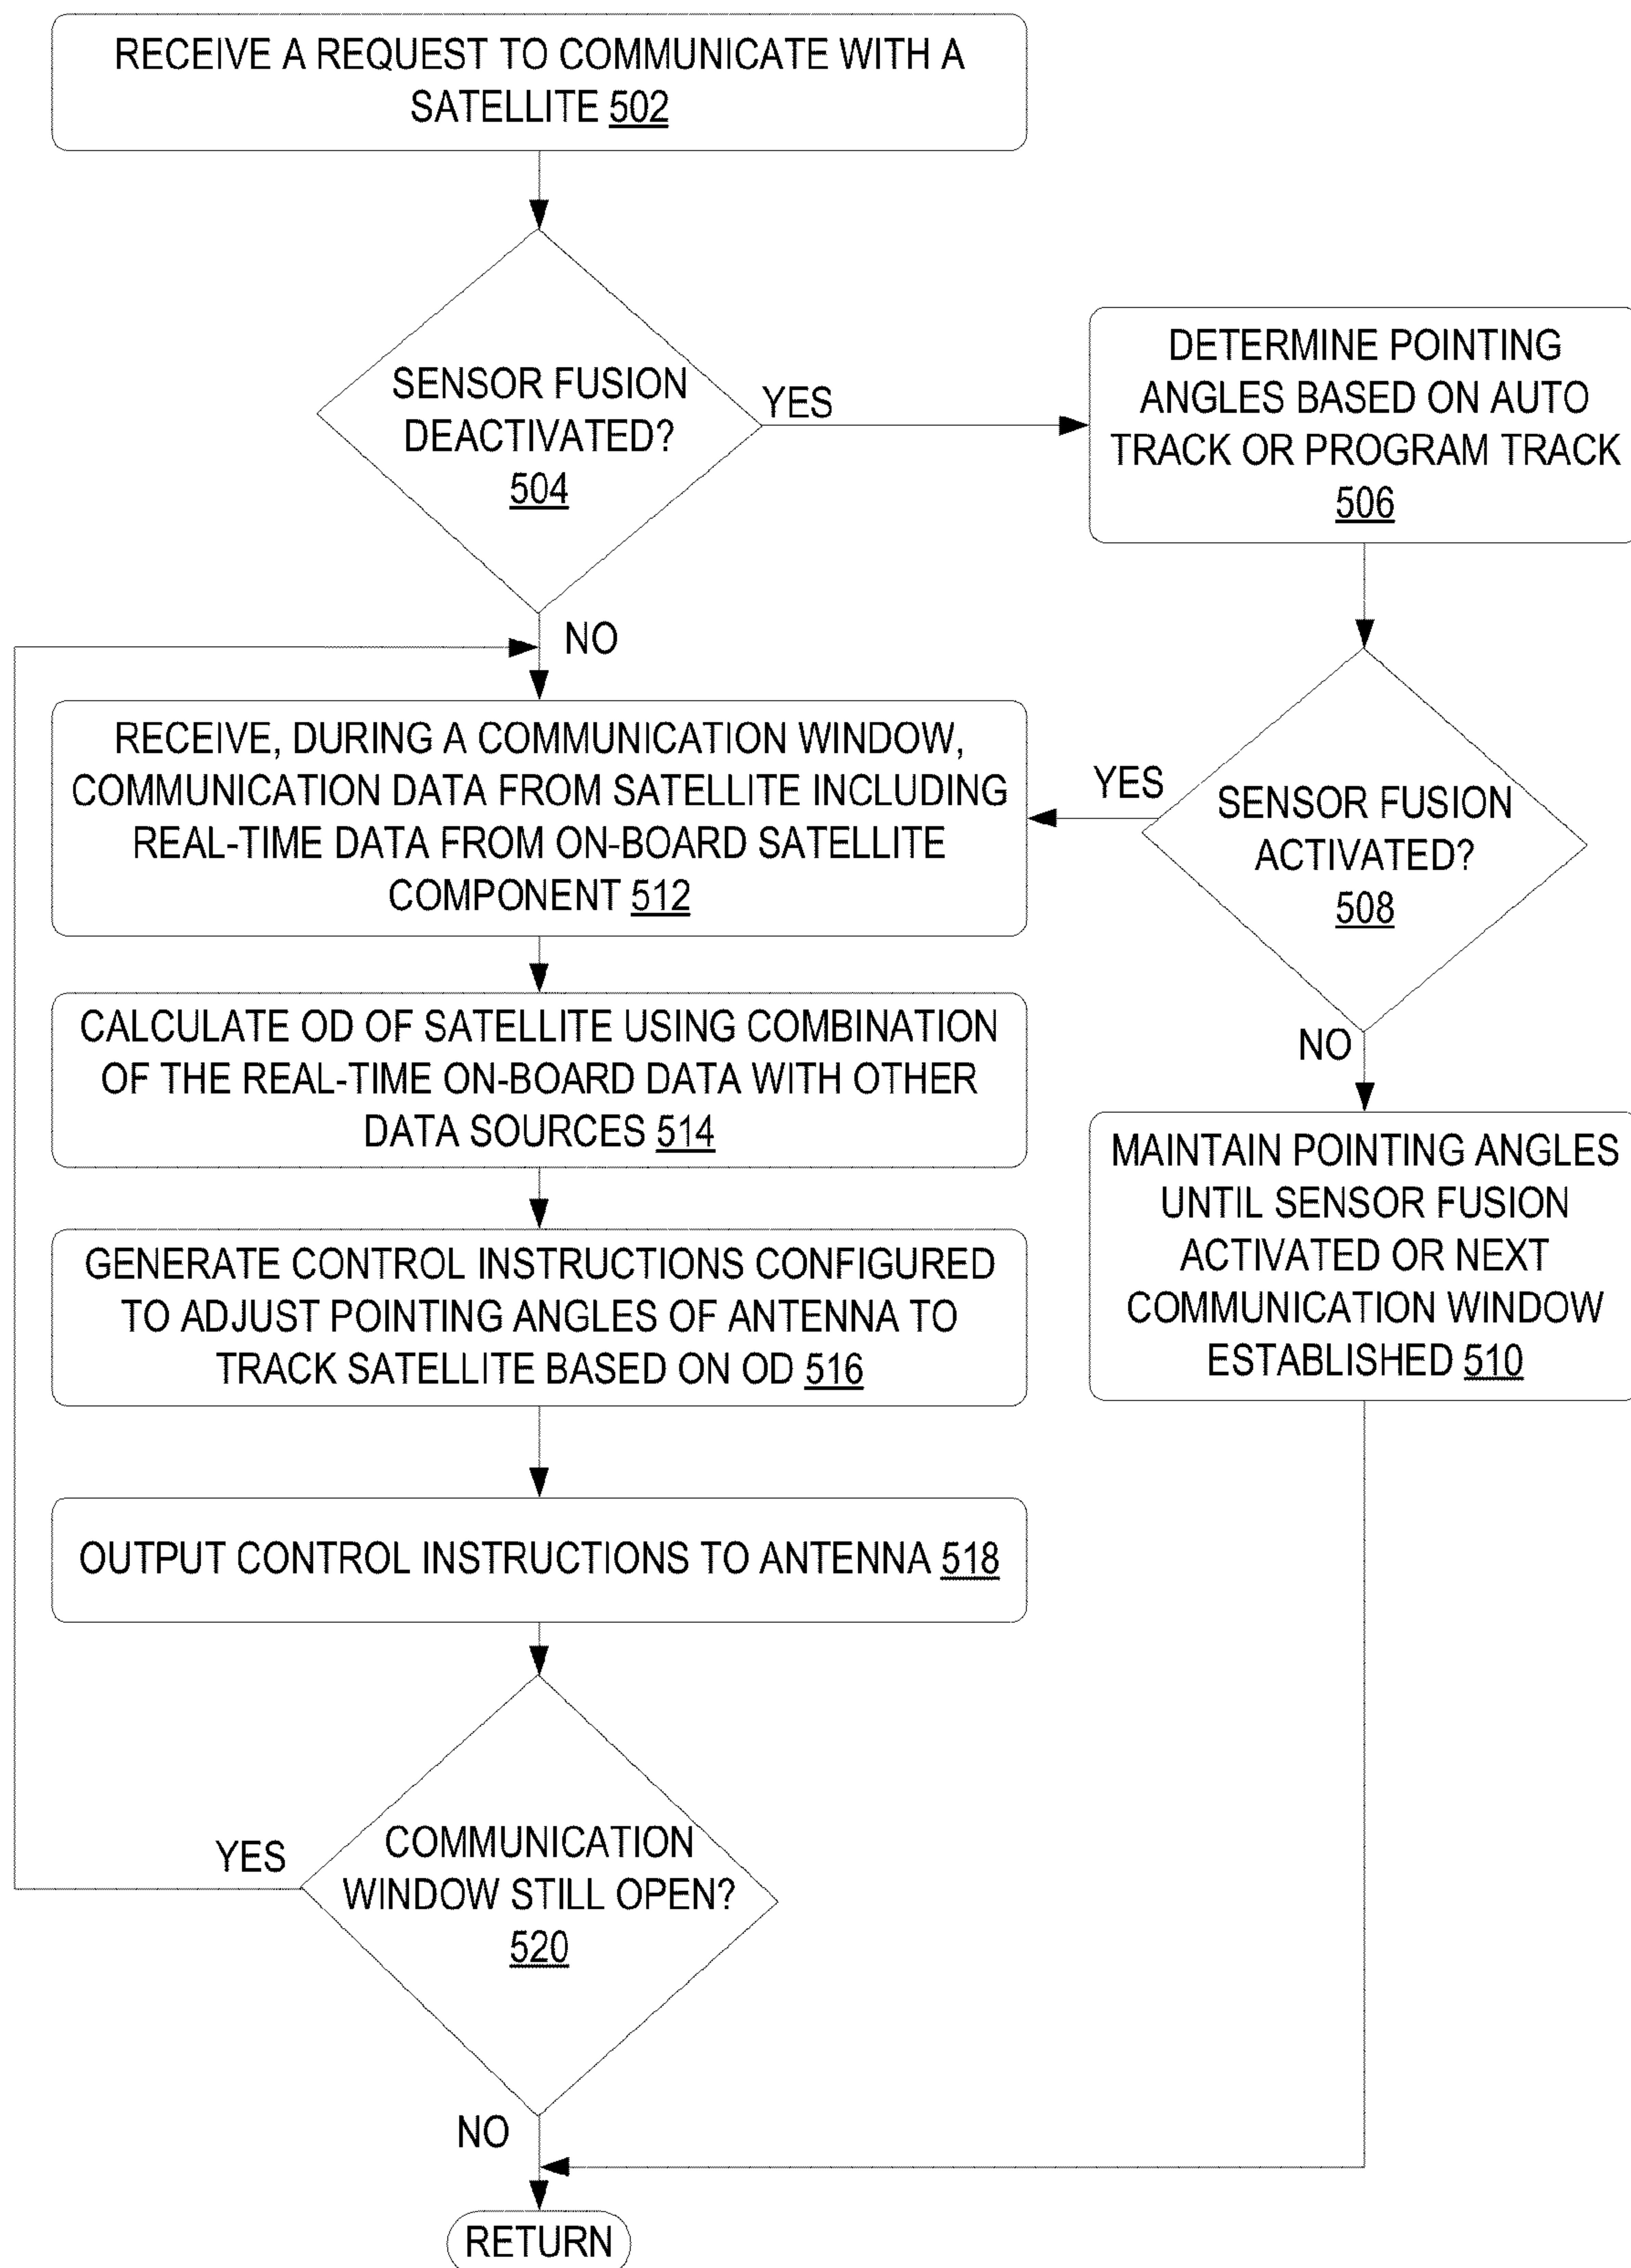 RECEIVE A REQUEST TO COMMUNICATE WITH A
SATELLITE 502
SENSOR FUSION
DEACTIVATED?
504
YES
DETERMINE POINTING
ANGLES BASED ON AUTO
TRACK OR PROGRAM TRACK
506
NO
RECEIVE, DURING A COMMUNICATION WINDOW,
COMMUNICATION DATA FROM SATELLITE INCLUDING
REAL-TIME DATA FROM ON-BOARD SATELLITE
COMPONENT 512
YES
SENSOR FUSION
ACTIVATED?
508
NO
CALCULATE OD OF SATELLITE USING COMBINATION
OF THE REAL-TIME ON-BOARD DATA WITH OTHER
DATA SOURCES 514
MAINTAIN POINTING ANGLES
UNTIL SENSOR FUSION
ACTIVATED OR NEXT
COMMUNICATION WINDOW
ESTABLISHED 510
GENERATE CONTROL INSTRUCTIONS CONFIGURED
TO ADJUST POINTING ANGLES OF ANTENNA TO
TRACK SATELLITE BASED ON OD 516
OUTPUT CONTROL INSTRUCTIONS TO ANTENNA 518
YES
COMMUNICATION
WINDOW STILL OPEN?
520
NO
RETURN